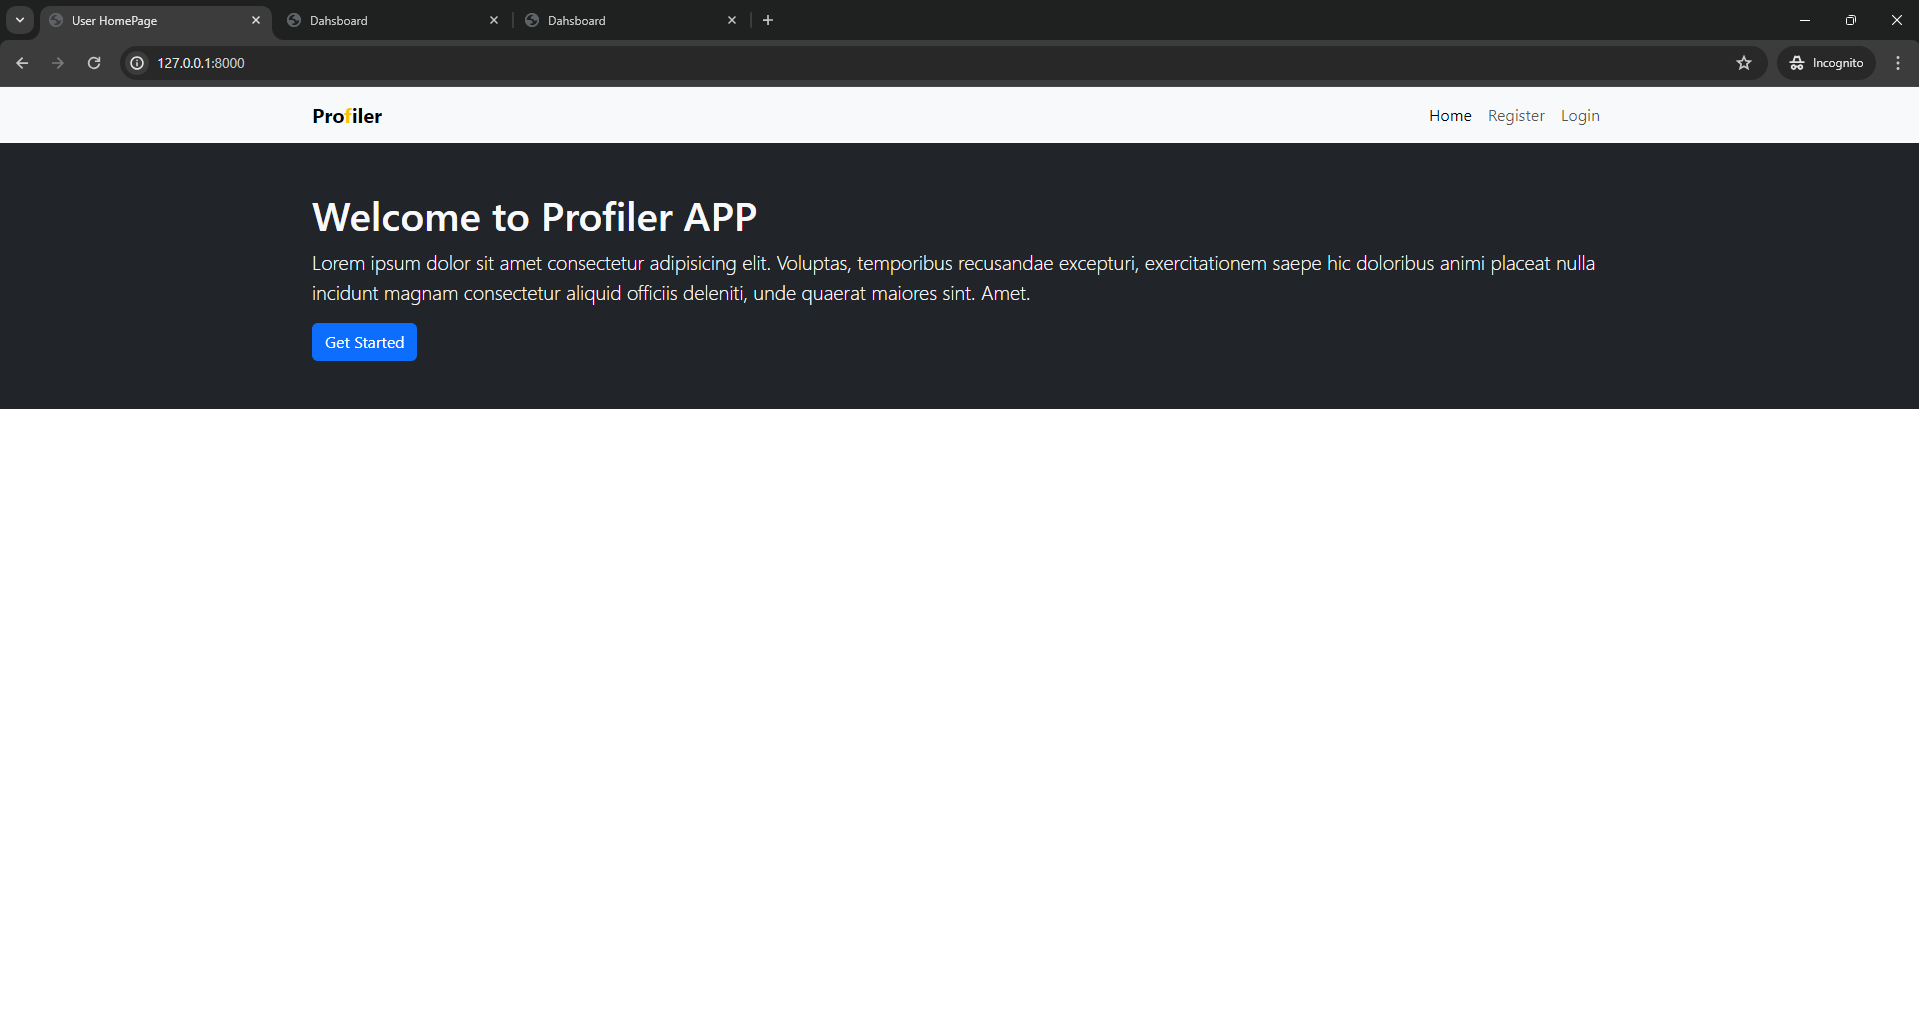 User HomePage
Dahsboard
Dahsboard
127.0.0.1:8000
Incognito
Profiler
Home Register Login
Welcome to Profiler APP
Lorem ipsum dolor sit amet consectetur adipisicing elit. Voluptas, temporibus recusandae excepturi, exercitationem saepe hic doloribus animi placeat nulla
incidunt magnam consectetur aliquid officiis deleniti, unde quaerat maiores sint. Amet.
Get Started